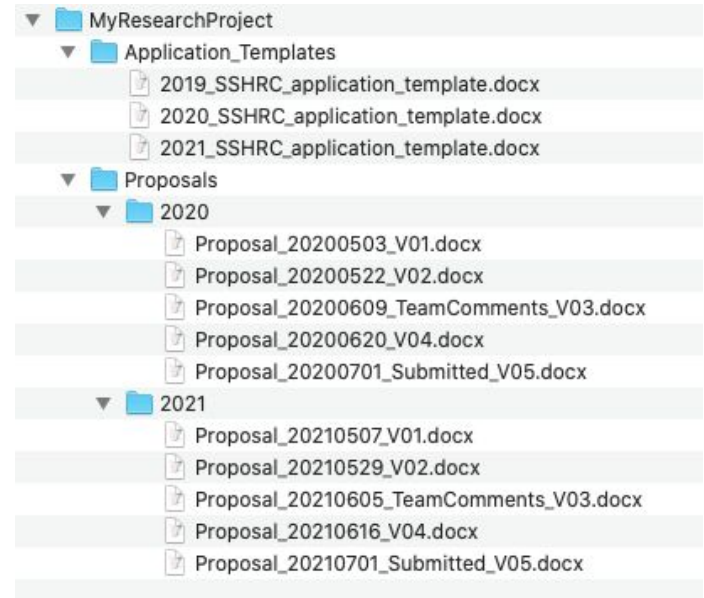 MyResearchProject
Application_Templates
2019_SSHRC_application_template.docx
2020_SSHRC_application_template.docx
2021_SSHRC_application_template.docx
Proposals
2020
Proposal_20200503_V01.docx
Proposal_20200522_V02.docx
Proposal_20200609_TeamComments_V03.docx
Proposal_20200620_V04.docx
Proposal_20200701_Submitted_V05.docx
2021
Proposal_20210507_V01.docx
Proposal_20210529_V02.docx
Proposal_20210605_TeamComments_V03.docx
Proposal_20210616_V04.docx
Proposal_20210701_Submitted_V05.docx